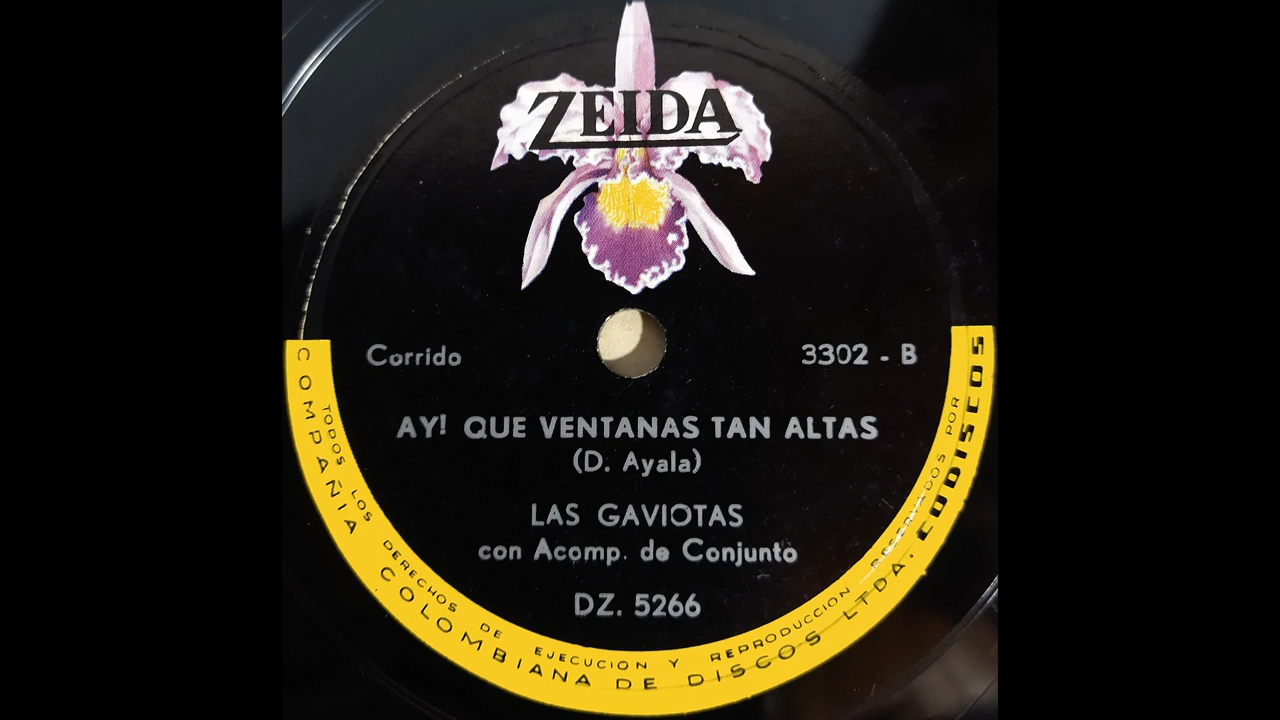 ZEIDA
Corrido
3302 - B
AY! QUE VENTANAS TAN ALTAS
(D. Ayala)
LAS GAVIOTAS
con Acomp. de Conjunto
DZ. 5266
TODOS LOS DERECHOS DE EJECUCION Y REPRODUCCION RESERVADOS POR
COMPAÑIA COLOMBIANA DE DISCOS LTDA. CODISCOS